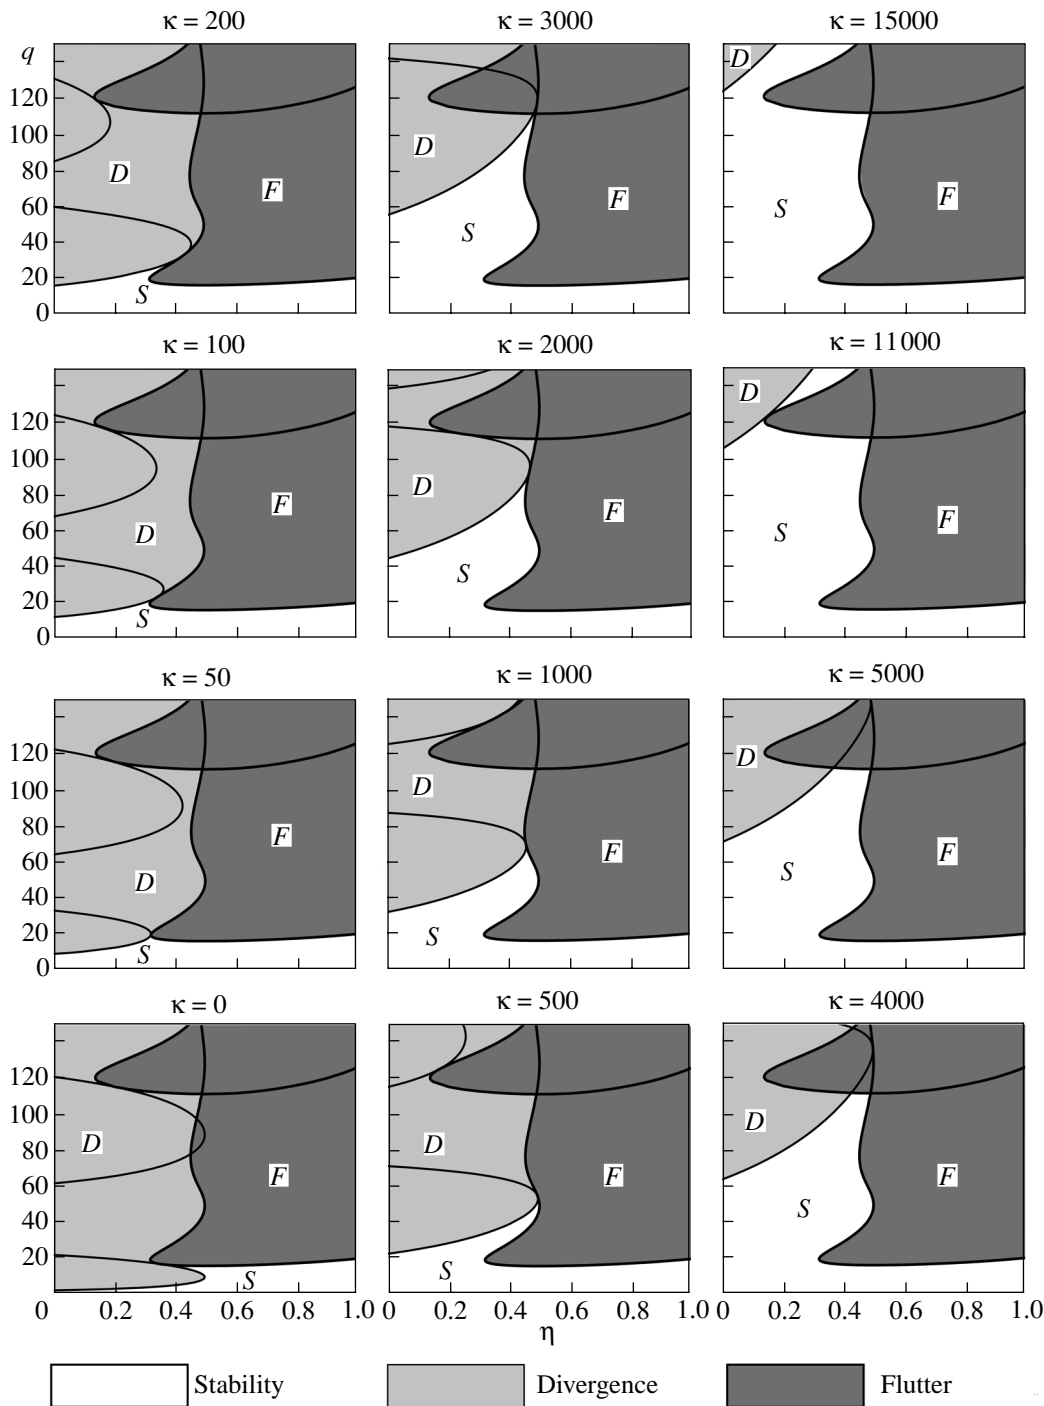 κ = 200
κ = 3000
κ = 15000
q
120
100
80
60
40
20
0
D
F
S
D
F
S
D
F
S
κ = 100
κ = 2000
κ = 11000
120
100
80
60
40
20
0
D
F
S
D
F
S
D
F
S
κ = 50
κ = 1000
κ = 5000
120
100
80
60
40
20
0
D
F
S
D
F
S
D
F
S
κ = 0
κ = 500
κ = 4000
120
100
80
60
40
20
D
F
S
D
F
S
D
F
S
0 0.2 0.4 0.6 0.8 1.0
0 0.2 0.4 0.6 0.8 1.0
0 0.2 0.4 0.6 0.8 1.0
η
Stability
Divergence
Flutter